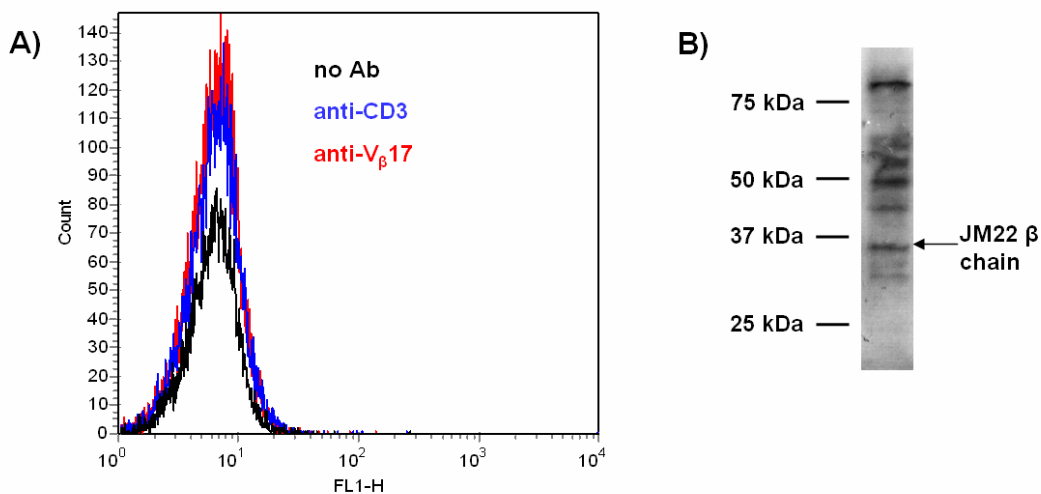 A)
140
130
120
110
100
90
80
70
60
50
40
30
20
10
0
Count
10⁰
10¹
10²
10³
10⁴
FL1-H
no Ab
anti-CD3
anti-Vβ17
B)
75 kDa
50 kDa
37 kDa
25 kDa
JM22 β
chain